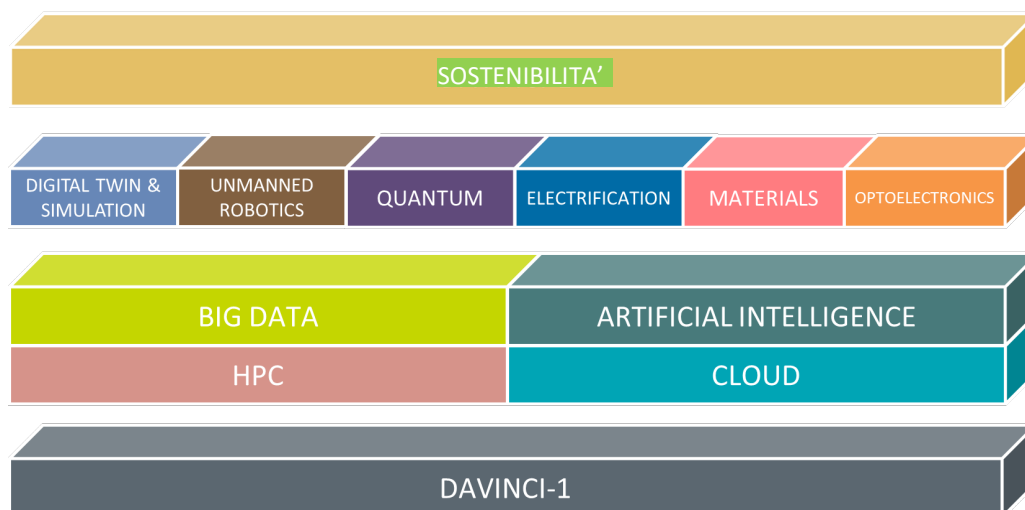 SOSTENIBILITA’
DIGITAL TWIN &
SIMULATION
UNMANNED
ROBOTICS
QUANTUM
ELECTRIFICATION
MATERIALS
OPTOELECTRONICS
BIG DATA
ARTIFICIAL INTELLIGENCE
HPC
CLOUD
DAVINCI-1